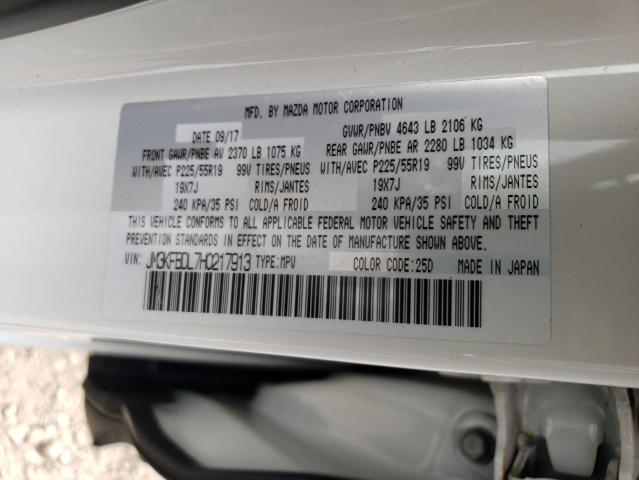 MFD. BY MAZDA MOTOR CORPORATION
DATE 09/17 GVWR/PNBV 4643 LB 2106 KG
FRONT GAWR/PNBE AV 2370 LB 1075 KG REAR GAWR/PNBE AR 2280 LB 1034 KG
WITH/AVEC P225/55R19 99V TIRES/PNEUS WITH/AVEC P225/55R19 99V TIRES/PNEUS
19X7J RIMS/JANTES 19X7J RIMS/JANTES
240 KPA/35 PSI COLD/A FROID 240 KPA/35 PSI COLD/A FROID
THIS VEHICLE CONFORMS TO ALL APPLICABLE FEDERAL MOTOR VEHICLE SAFETY AND THEFT
PREVENTION STANDARDS IN EFFECT ON THE DATE OF MANUFACTURE SHOWN ABOVE.
VIN: JM3KFBDL7H0217913 TYPE:MPV COLOR CODE:25D MADE IN JAPAN